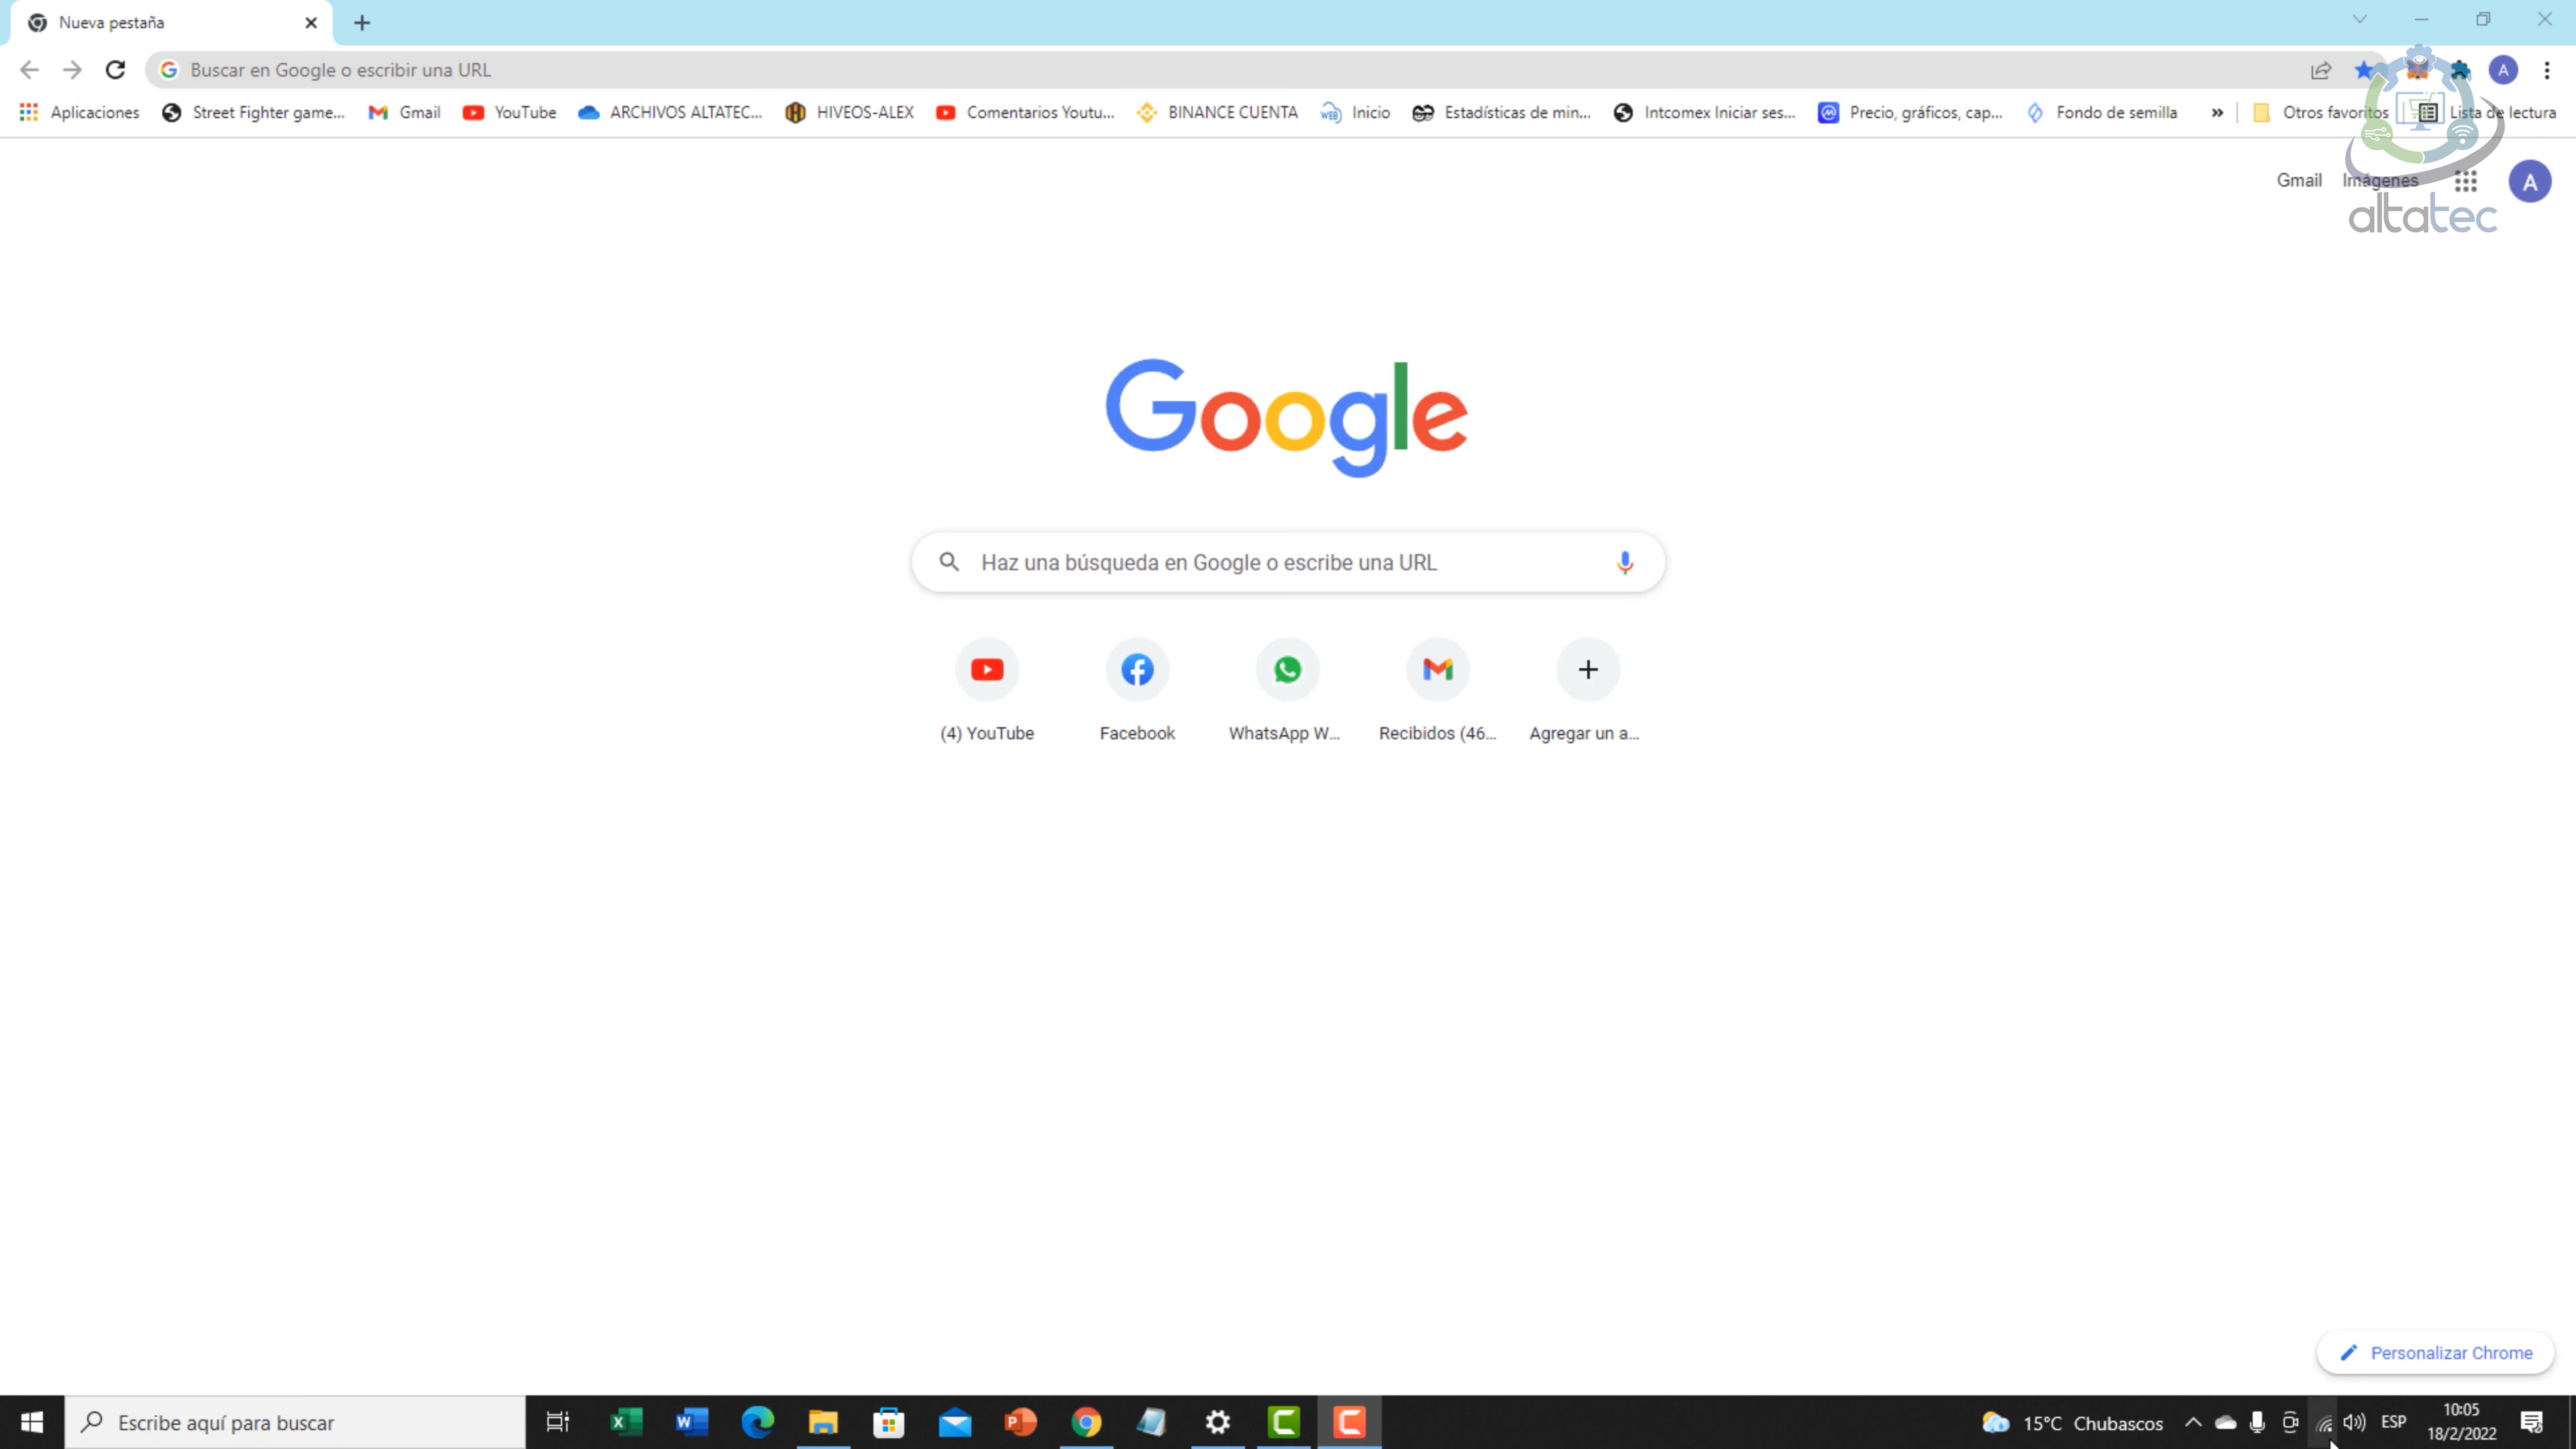 Nueva pestaña
Buscar en Google o escribir una URL
A
Aplicaciones Street Fighter game... Gmail YouTube ARCHIVOS ALTATEC... HIVEOS-ALEX Comentarios Youtu... BINANCE CUENTA Inicio Estadísticas de min... Intcomex Iniciar ses... Precio, gráficos, cap... Fondo de semilla » Otros favoritos Lista de lectura
Gmail Imágenes A
altatec
Google
Haz una búsqueda en Google o escribe una URL
(4) YouTube Facebook WhatsApp W... Recibidos (46... Agregar un a...
Personalizar Chrome
Escribe aquí para buscar
15°C Chubascos
ESP
10:05
18/2/2022